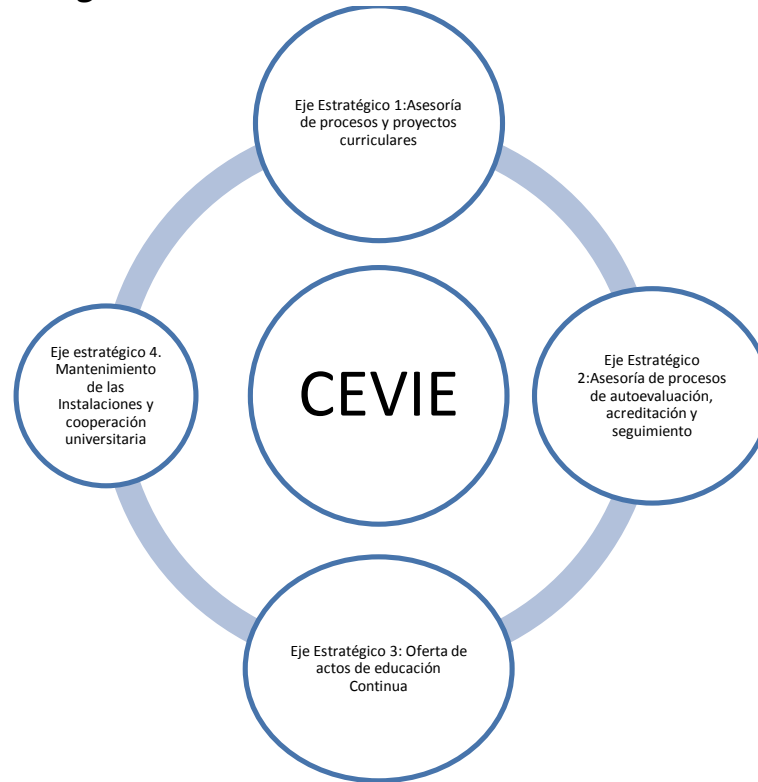 Eje Estratégico 1:Asesoría
de procesos y proyectos
curriculares
Eje estratégico 4.
Mantenimiento
de las
Instalaciones y
cooperación
universitaria
CEVIE
Eje Estratégico
2:Asesoría de procesos
de autoevaluación,
acreditación y
seguimiento
Eje Estratégico 3: Oferta de
actos de educación
Continua